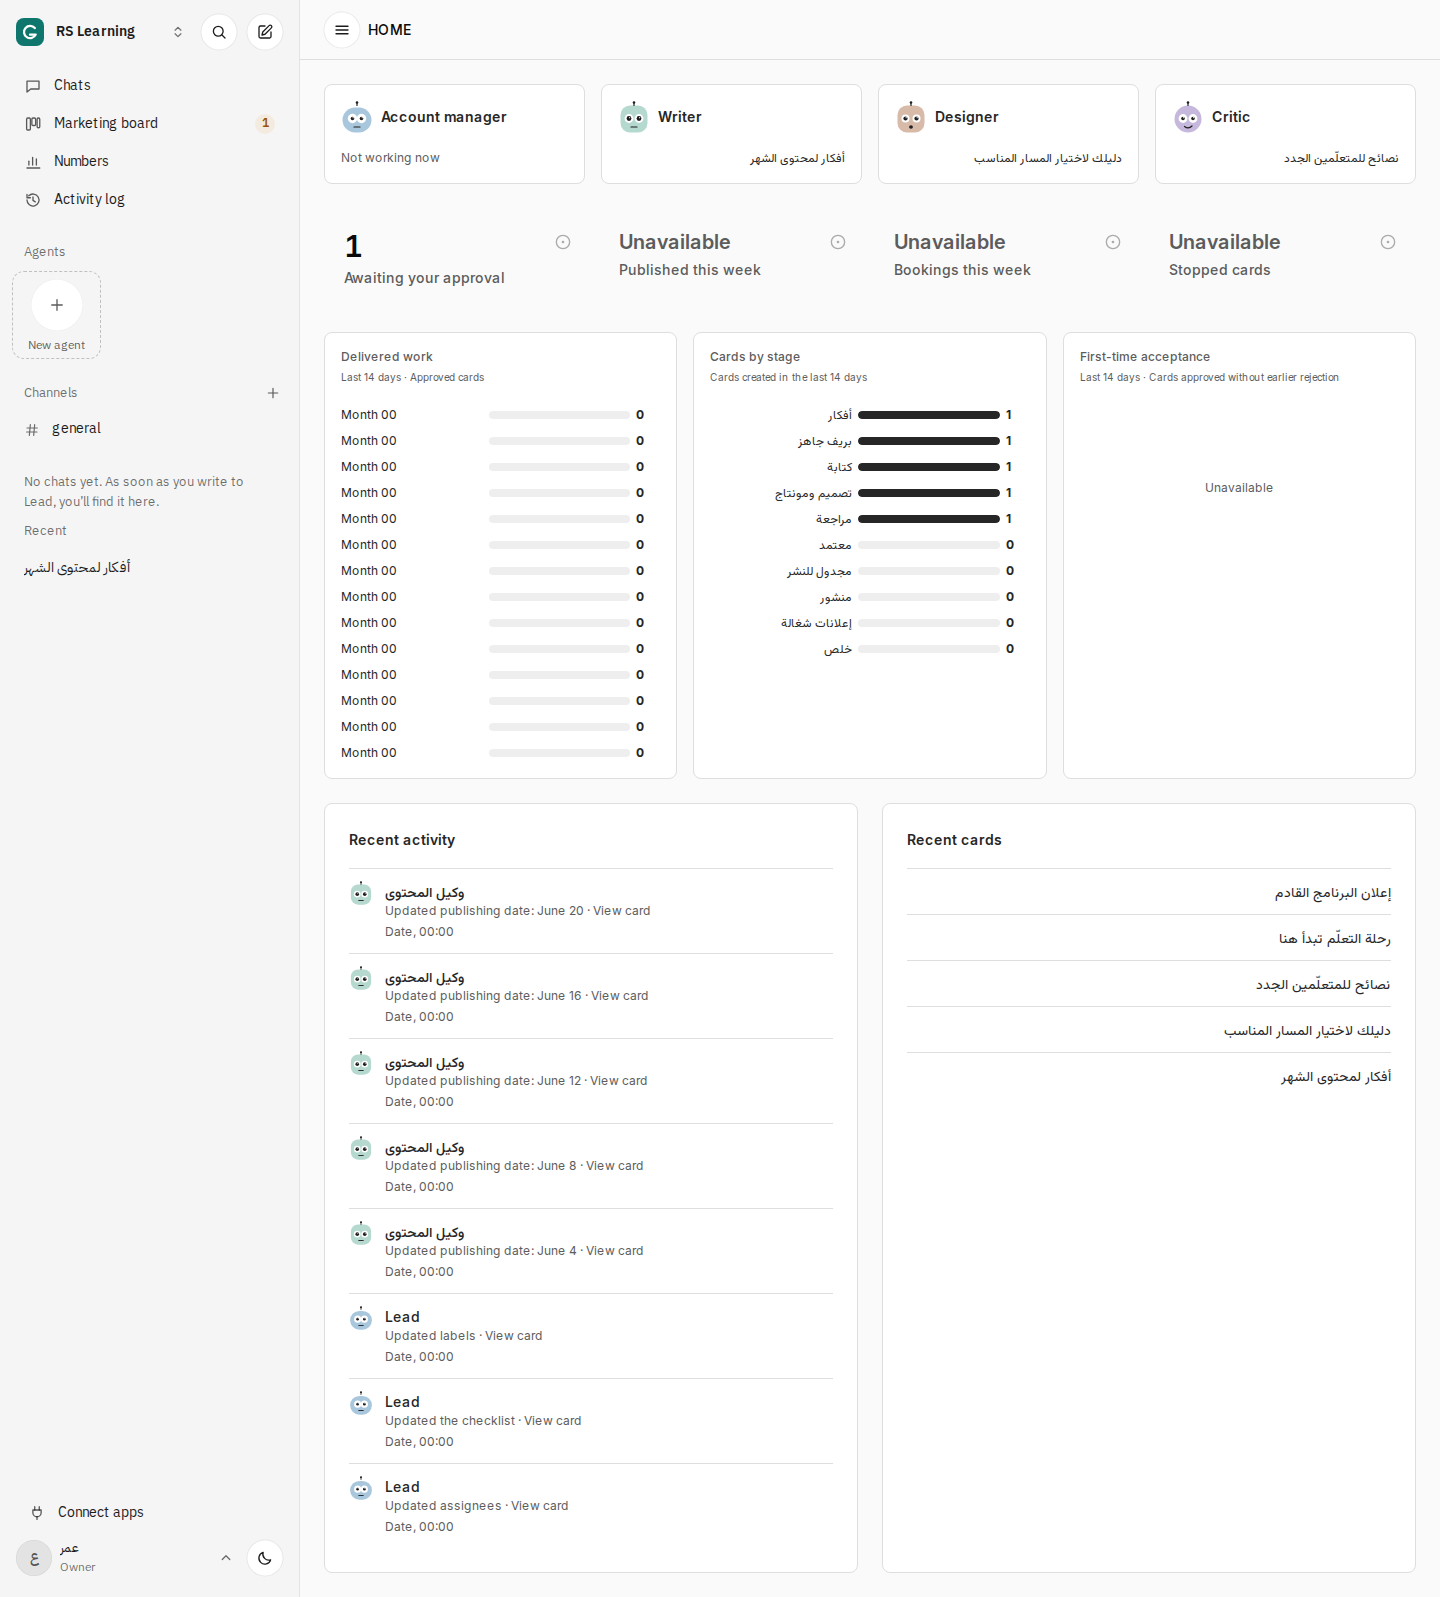 RS Learning
Chats
Marketing board 1
Numbers
Activity log
Agents
New agent
Channels
# general
No chats yet. As soon as you write to
Lead, you'll find it here.
Recent
أفكار لمحتوى الشهر
Connect apps
ع
عمر
Owner
HOME
Account manager
Not working now
Writer
أفكار لمحتوى الشهر
Designer
دليلك لاختيار المسار المناسب
Critic
نصائح للمتعلّمين الجدد
1
Awaiting your approval
Unavailable
Published this week
Unavailable
Bookings this week
Unavailable
Stopped cards
Delivered work
Last 14 days · Approved cards
Month 00 0
Month 00 0
Month 00 0
Month 00 0
Month 00 0
Month 00 0
Month 00 0
Month 00 0
Month 00 0
Month 00 0
Month 00 0
Month 00 0
Month 00 0
Month 00 0
Cards by stage
Cards created in the last 14 days
أفكار 1
بريف جاهز 1
كتابة 1
تصميم ومونتاج 1
مراجعة 1
معتمد 0
مجدول للنشر 0
منشور 0
إعلانات شغالة 0
خلص 0
First-time acceptance
Last 14 days · Cards approved without earlier rejection
Unavailable
Recent activity
وكيل المحتوى
Updated publishing date: June 20 · View card
Date, 00:00
وكيل المحتوى
Updated publishing date: June 16 · View card
Date, 00:00
وكيل المحتوى
Updated publishing date: June 12 · View card
Date, 00:00
وكيل المحتوى
Updated publishing date: June 8 · View card
Date, 00:00
وكيل المحتوى
Updated publishing date: June 4 · View card
Date, 00:00
Lead
Updated labels · View card
Date, 00:00
Lead
Updated the checklist · View card
Date, 00:00
Lead
Updated assignees · View card
Date, 00:00
Recent cards
إعلان البرنامج القادم
رحلة التعلّم تبدأ هنا
نصائح للمتعلّمين الجدد
دليلك لاختيار المسار المناسب
أفكار لمحتوى الشهر